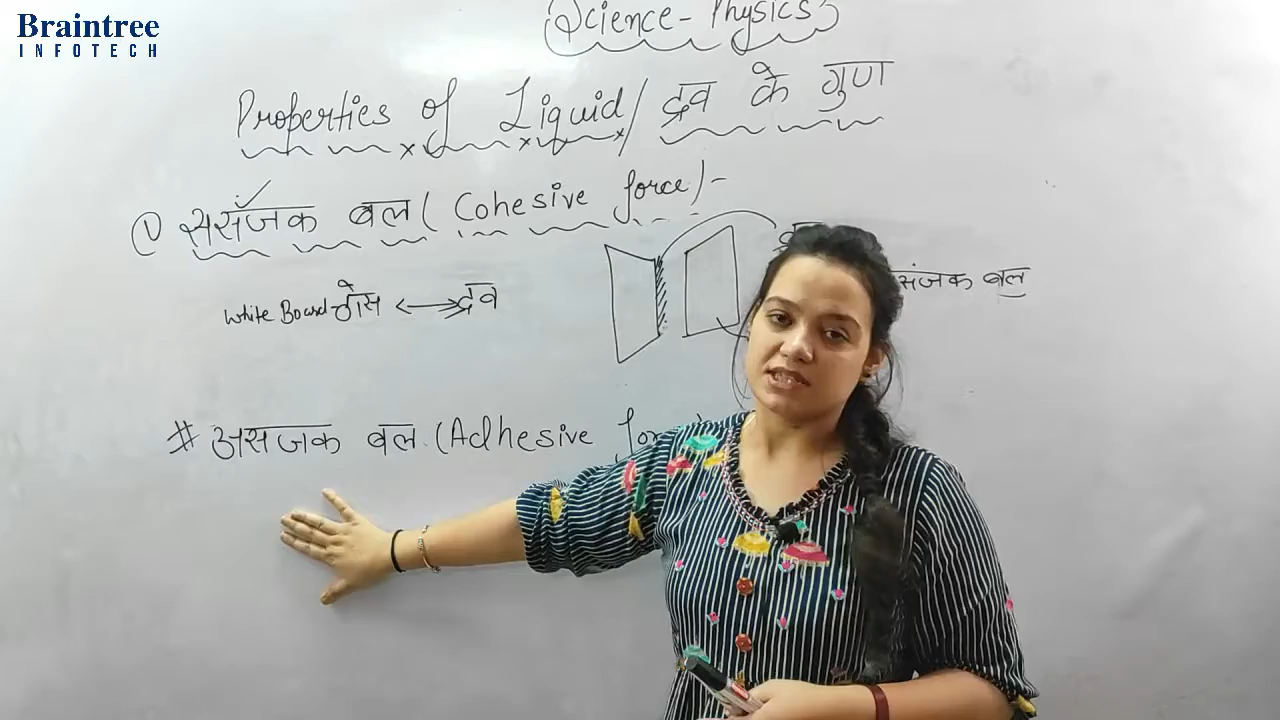 Braintree
INFOTECH
Science - Physics
Properties of Liquid / द्रव के गुण
1) ससंजक बल ( Cohesive force ) -
संजक बल
White Board ठोस ⟷ द्रव
# असंजक बल (Adhesive for